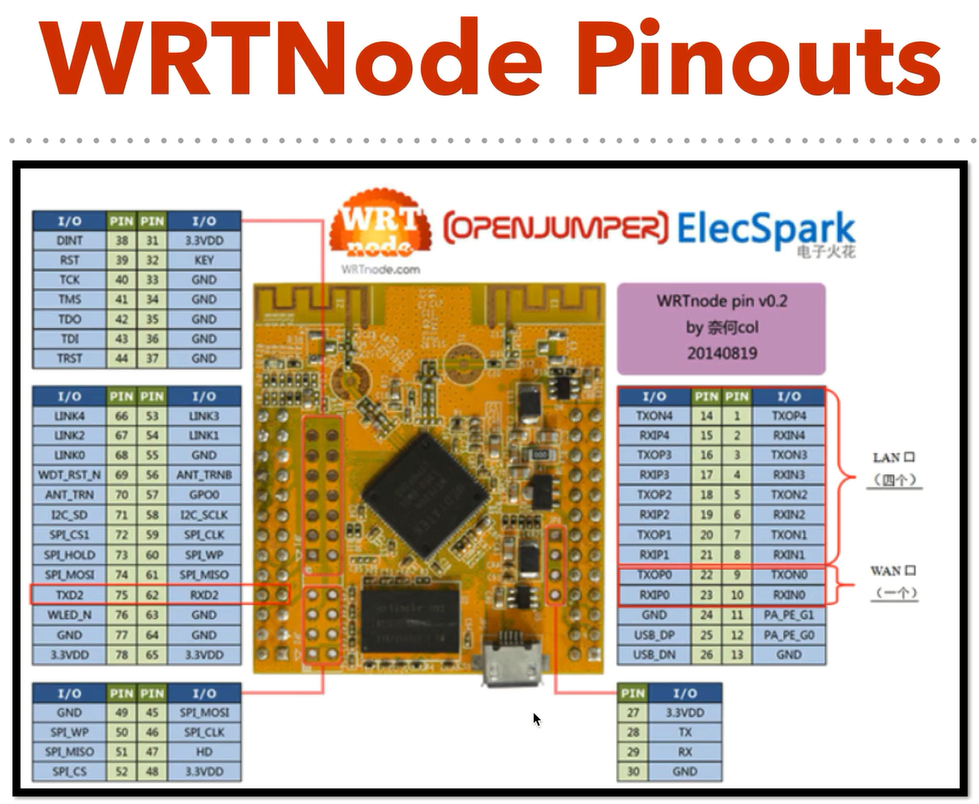 WRTNode Pinouts
WRT
node
WRTnode.com
OPENJUMPER
ElecSpark
电子火花
WRTnode pin v0.2
by 奈何col
20140819
I/O PIN PIN I/O
DINT 38 31 3.3VDD
RST 39 32 KEY
TCK 40 33 GND
TMS 41 34 GND
TDO 42 35 GND
TDI 43 36 GND
TRST 44 37 GND
I/O PIN PIN I/O
LINK4 66 53 LINK3
LINK2 67 54 LINK1
LINK0 68 55 GND
WDT_RST_N 69 56 ANT_TRNB
ANT_TRN 70 57 GPO0
I2C_SD 71 58 I2C_SCLK
SPI_CS1 72 59 SPI_CLK
SPI_HOLD 73 60 SPI_WP
SPI_MOSI 74 61 SPI_MISO
TXD2 75 62 RXD2
WLED_N 76 63 GND
GND 77 64 GND
3.3VDD 78 65 3.3VDD
I/O PIN PIN I/O
GND 49 45 SPI_MOSI
SPI_WP 50 46 SPI_CLK
SPI_MISO 51 47 HD
SPI_CS 52 48 3.3VDD
I/O PIN PIN I/O
TXON4 14 1 TXOP4
RXIP4 15 2 RXIN4
TXOP3 16 3 TXON3
RXIP3 17 4 RXIN3
TXOP2 18 5 TXON2
RXIP2 19 6 RXIN2
TXOP1 20 7 TXON1
RXIP1 21 8 RXIN1
TXOP0 22 9 TXON0
RXIP0 23 10 RXIN0
GND 24 11 PA_PE_G1
USB_DP 25 12 PA_PE_G0
USB_DN 26 13 GND
LAN 口
（四个）
WAN 口
（一个）
PIN I/O
27 3.3VDD
28 TX
29 RX
30 GND